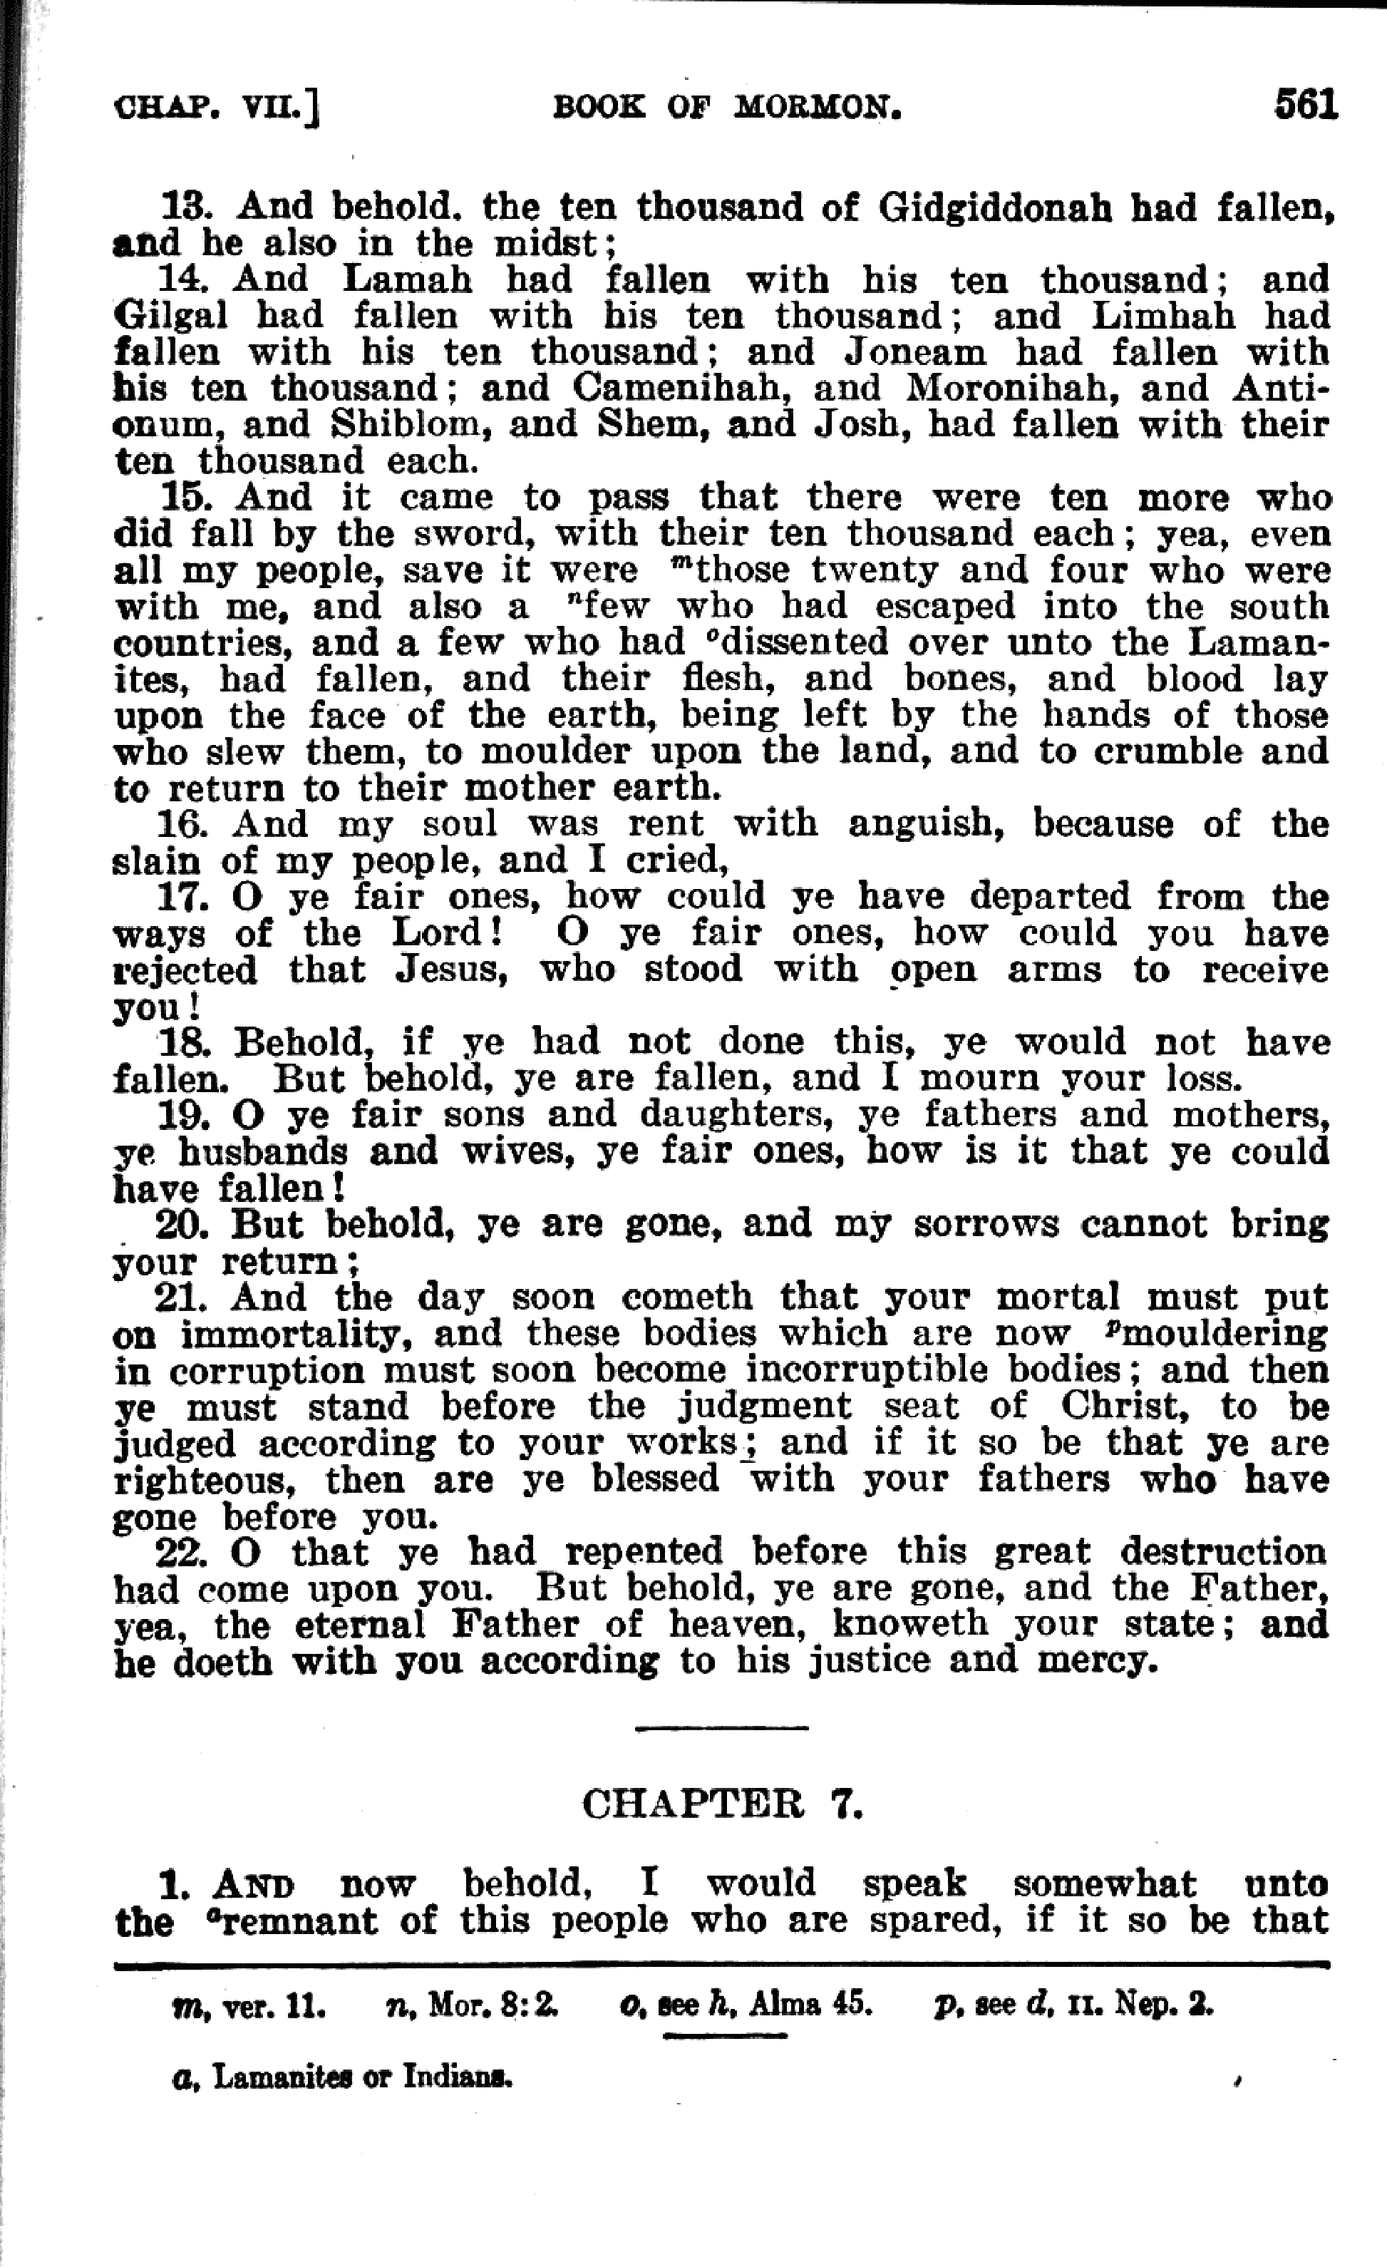 CHAP. VII.] BOOK OF MORMON. 561
13. And behold. the ten thousand of Gidgiddonah had fallen,
and he also in the midst;
14. And Lamah had fallen with his ten thousand; and
Gilgal had fallen with his ten thousand; and Limhah had
fallen with his ten thousand; and Joneam had fallen with
his ten thousand; and Camenihah, and Moronihah, and Anti-
onum, and Shiblom, and Shem, and Josh, had fallen with their
ten thousand each.
15. And it came to pass that there were ten more who
did fall by the sword, with their ten thousand each; yea, even
all my people, save it were ᵐthose twenty and four who were
with me, and also a ⁿfew who had escaped into the south
countries, and a few who had ᵒdissented over unto the Laman-
ites, had fallen, and their flesh, and bones, and blood lay
upon the face of the earth, being left by the hands of those
who slew them, to moulder upon the land, and to crumble and
to return to their mother earth.
16. And my soul was rent with anguish, because of the
slain of my people, and I cried,
17. O ye fair ones, how could ye have departed from the
ways of the Lord! O ye fair ones, how could you have
rejected that Jesus, who stood with open arms to receive
you!
18. Behold, if ye had not done this, ye would not have
fallen. But behold, ye are fallen, and I mourn your loss.
19. O ye fair sons and daughters, ye fathers and mothers,
ye husbands and wives, ye fair ones, how is it that ye could
have fallen!
20. But behold, ye are gone, and my sorrows cannot bring
your return;
21. And the day soon cometh that your mortal must put
on immortality, and these bodies which are now ᵖmouldering
in corruption must soon become incorruptible bodies; and then
ye must stand before the judgment seat of Christ, to be
judged according to your works; and if it so be that ye are
righteous, then are ye blessed with your fathers who have
gone before you.
22. O that ye had repented before this great destruction
had come upon you. But behold, ye are gone, and the Father,
yea, the eternal Father of heaven, knoweth your state; and
he doeth with you according to his justice and mercy.
CHAPTER 7.
1. AND now behold, I would speak somewhat unto
the ᵃremnant of this people who are spared, if it so be that
m, ver. 11. n, Mor. 8:2. o, see h, Alma 45. p, see d, II. Nep. 2.
a, Lamanites or Indians.